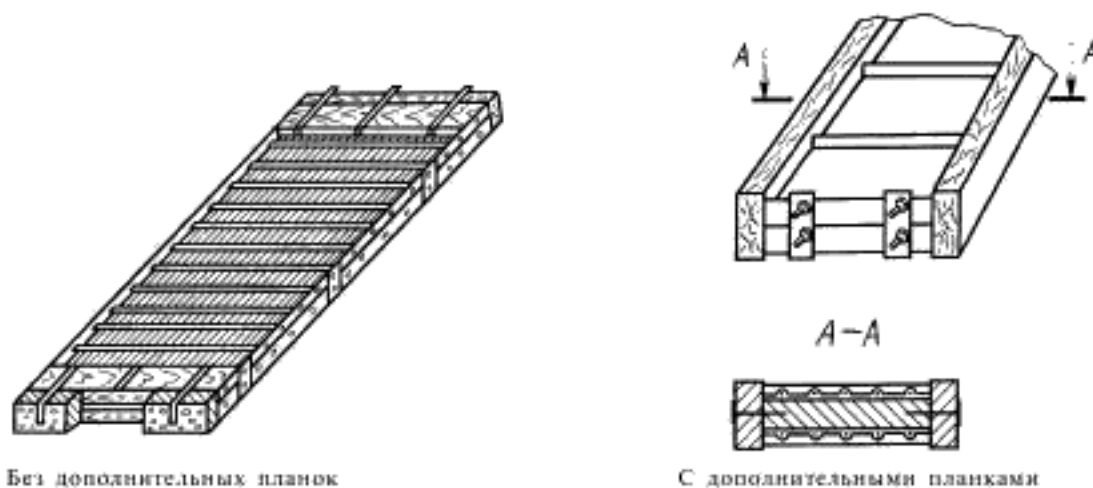 А
А
А–А
Без дополнительных планок
С дополнительными планками